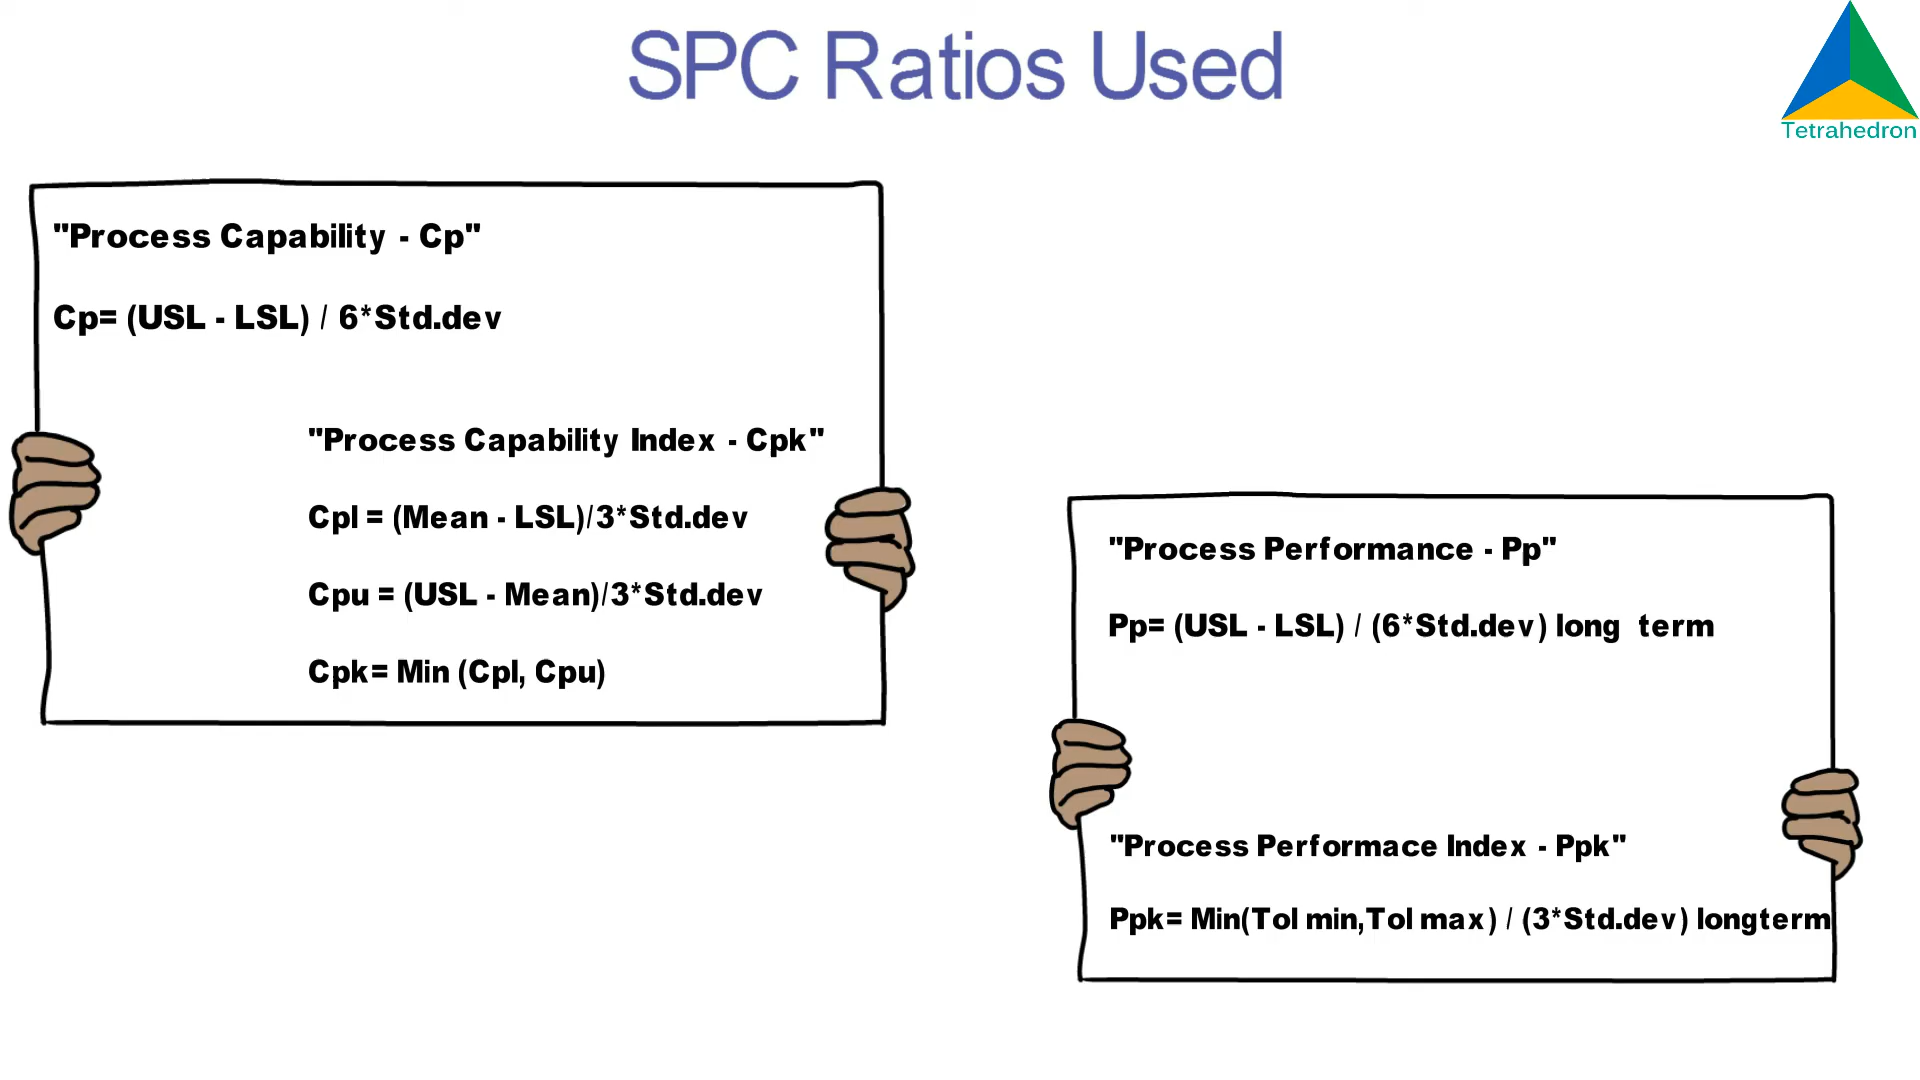 SPC Ratios Used
Tetrahedron
"Process Capability - Cp"
Cp= (USL - LSL) / 6*Std.dev
"Process Capability Index - Cpk"
Cpl = (Mean - LSL)/3*Std.dev
Cpu = (USL - Mean)/3*Std.dev
Cpk= Min (Cpl, Cpu)
"Process Performance - Pp"
Pp= (USL - LSL) / (6*Std.dev) long term
"Process Performace Index - Ppk"
Ppk= Min(Tol min,Tol max) / (3*Std.dev) longterm